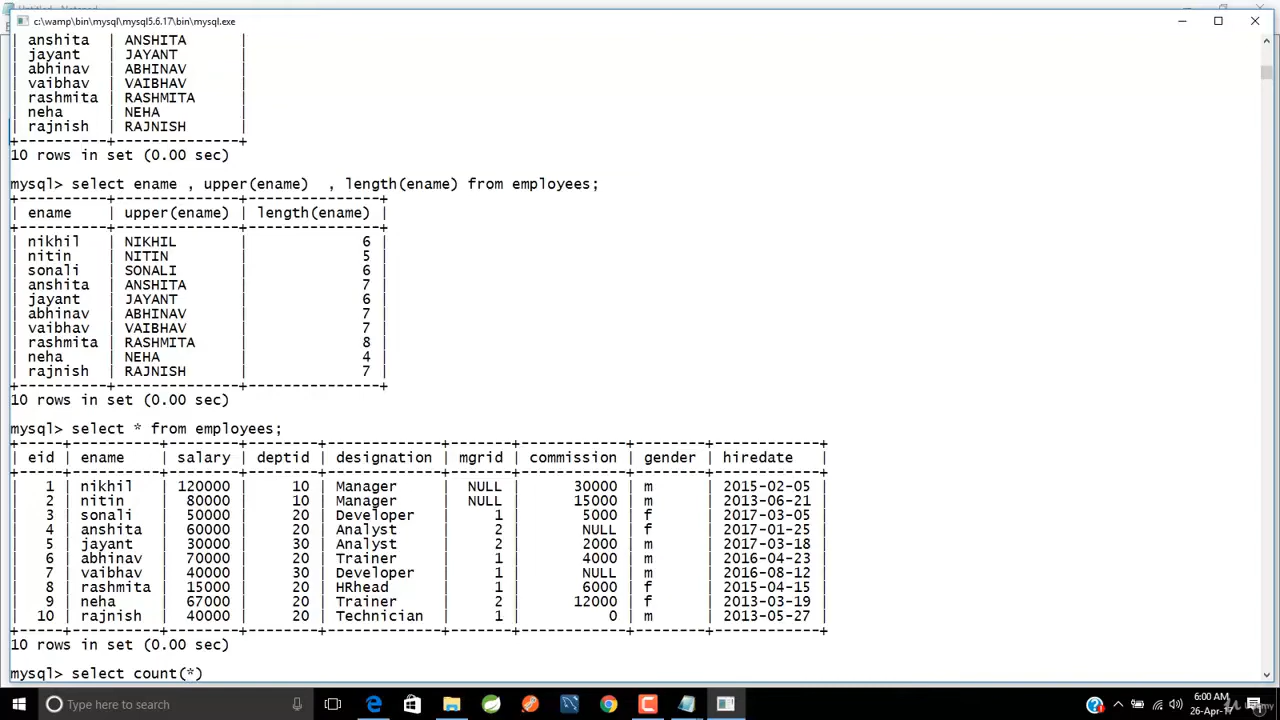 c:\wamp\bin\mysql\mysql5.6.17\bin\mysql.exe
| anshita  | ANSHITA      |
| jayant   | JAYANT       |
| abhinav  | ABHINAV      |
| vaibhav  | VAIBHAV      |
| rashmita | RASHMITA     |
| neha     | NEHA         |
| rajnish  | RAJNISH      |
+----------+--------------+
10 rows in set (0.00 sec)
mysql> select ename , upper(ename)  , length(ename) from employees;
+----------+--------------+---------------+
| ename    | upper(ename) | length(ename) |
+----------+--------------+---------------+
| nikhil   | NIKHIL       |             6 |
| nitin    | NITIN        |             5 |
| sonali   | SONALI       |             6 |
| anshita  | ANSHITA      |             7 |
| jayant   | JAYANT       |             6 |
| abhinav  | ABHINAV      |             7 |
| vaibhav  | VAIBHAV      |             7 |
| rashmita | RASHMITA     |             8 |
| neha     | NEHA         |             4 |
| rajnish  | RAJNISH      |             7 |
+----------+--------------+---------------+
10 rows in set (0.00 sec)
mysql> select * from employees;
+-----+----------+--------+--------+-------------+-------+------------+--------+------------+
| eid | ename    | salary | deptid | designation | mgrid | commission | gender | hiredate   |
+-----+----------+--------+--------+-------------+-------+------------+--------+------------+
|   1 | nikhil   | 120000 |     10 | Manager     |  NULL |      30000 | m      | 2015-02-05 |
|   2 | nitin    |  80000 |     10 | Manager     |  NULL |      15000 | m      | 2013-06-21 |
|   3 | sonali   |  50000 |     20 | Developer   |     1 |       5000 | f      | 2017-03-05 |
|   4 | anshita  |  60000 |     20 | Analyst     |     2 |       NULL | f      | 2017-01-25 |
|   5 | jayant   |  30000 |     30 | Analyst     |     2 |       2000 | m      | 2017-03-18 |
|   6 | abhinav  |  70000 |     20 | Trainer     |     1 |       4000 | m      | 2016-04-23 |
|   7 | vaibhav  |  40000 |     30 | Developer   |     1 |       NULL | m      | 2016-08-12 |
|   8 | rashmita |  15000 |     20 | HRhead      |     1 |       6000 | f      | 2015-04-15 |
|   9 | neha     |  67000 |     20 | Trainer     |     2 |      12000 | f      | 2013-03-19 |
|  10 | rajnish  |  40000 |     20 | Technician  |     1 |          0 | m      | 2013-05-27 |
+-----+----------+--------+--------+-------------+-------+------------+--------+------------+
10 rows in set (0.00 sec)
mysql> select count(*)
Type here to search
6:00 AM